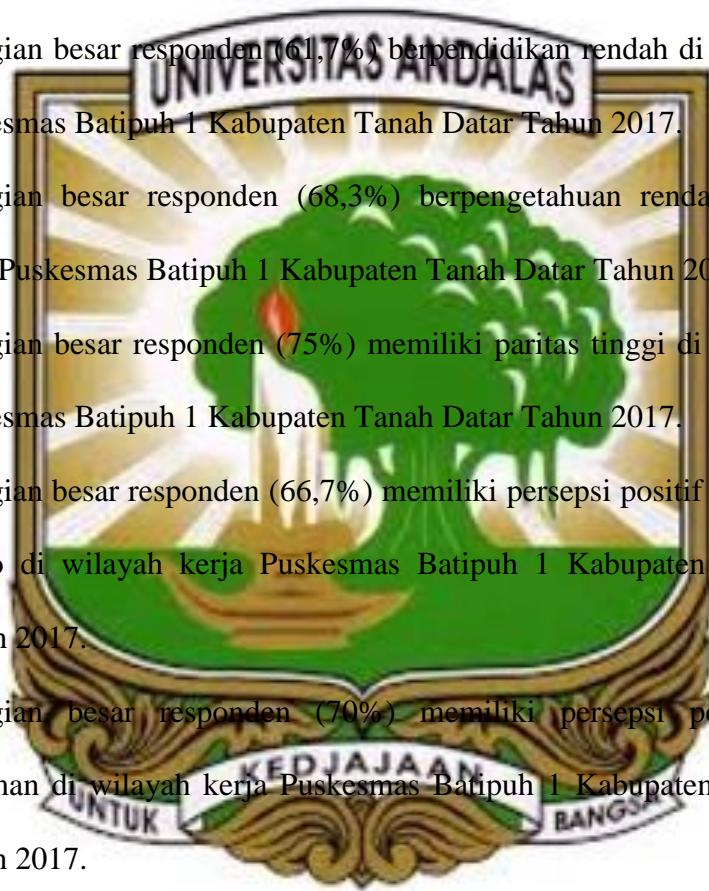 gian besar responden (61,7%) berpendidikan rendah di
UNIVERSITAS ANDALAS
esmas Batipuh 1 Kabupaten Tanah Datar Tahun 2017.
gian besar responden (68,3%) berpengetahuan renda
Puskesmas Batipuh 1 Kabupaten Tanah Datar Tahun 20
gian besar responden (75%) memiliki paritas tinggi di
esmas Batipuh 1 Kabupaten Tanah Datar Tahun 2017.
gian besar responden (66,7%) memiliki persepsi positif
di wilayah kerja Puskesmas Batipuh 1 Kabupaten
n 2017.
gian besar responden (70%) memiliki persepsi po
nan di wilayah kerja Puskesmas Batipuh 1 Kabupaten
UNTUK KEDJAJAAN BANGSA
n 2017.